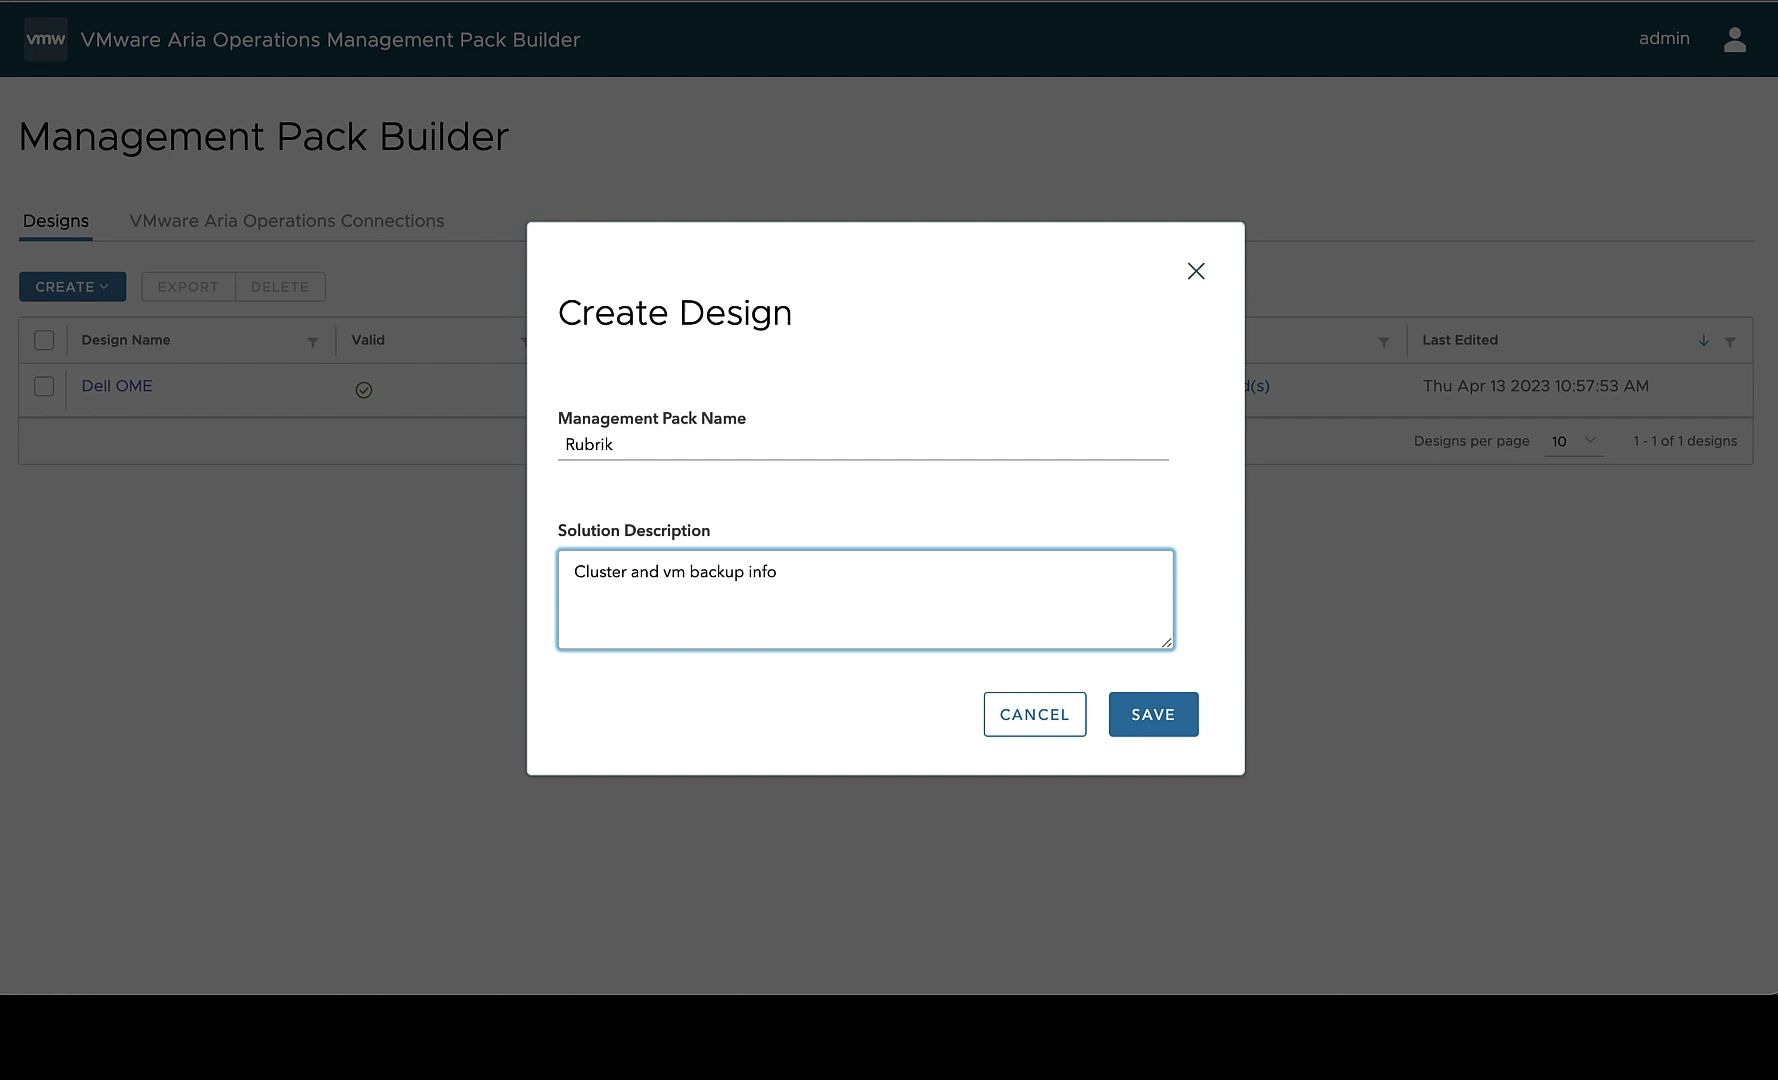 vmw VMware Aria Operations Management Pack Builder admin
Management Pack Builder
Designs VMware Aria Operations Connections
CREATE EXPORT DELETE
Design Name Valid Last Edited
Dell OME d(s) Thu Apr 13 2023 10:57:53 AM
Designs per page 10 1 - 1 of 1 designs
Create Design
Management Pack Name
Rubrik
Solution Description
Cluster and vm backup info
CANCEL SAVE